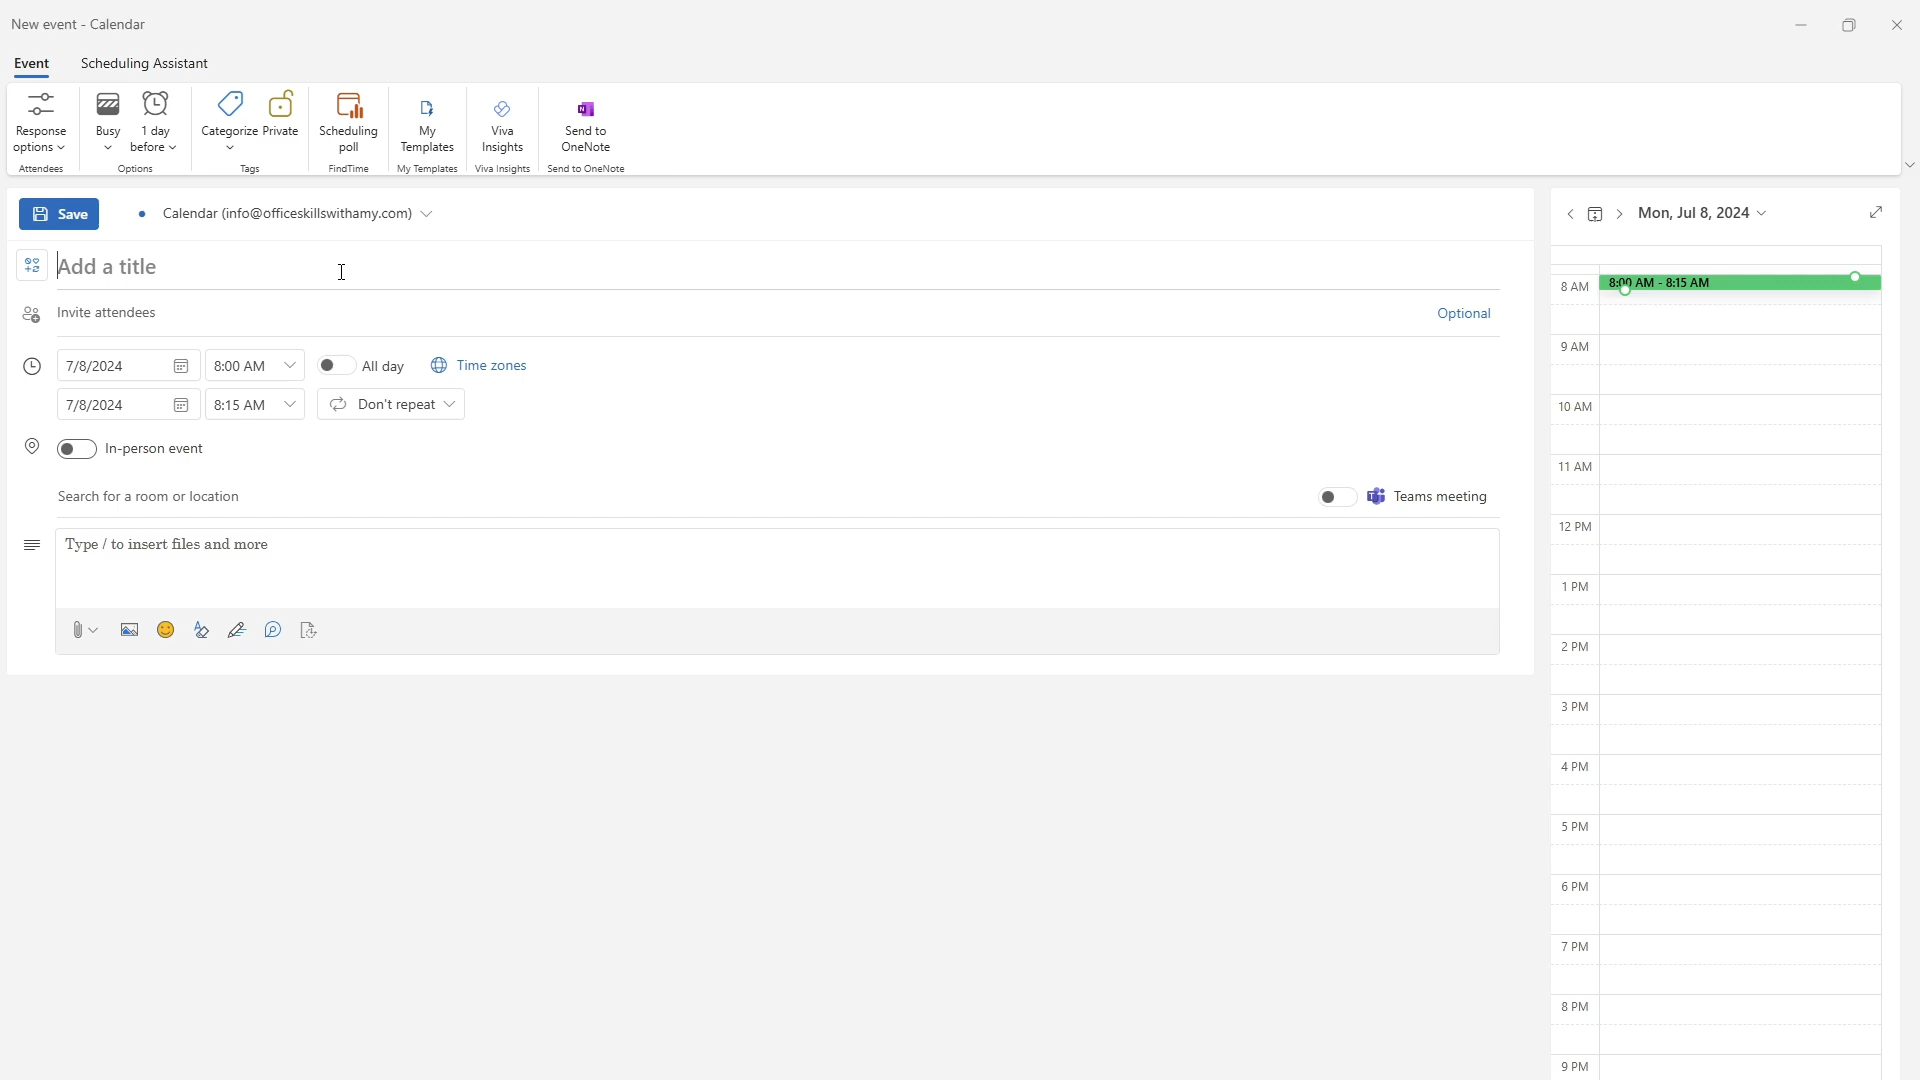 New event - Calendar
Event Scheduling Assistant
Response options
Busy
1 day before
Categorize Private
Scheduling poll
My Templates
Viva Insights
Send to OneNote
Attendees Options Tags FindTime My Templates Viva Insights Send to OneNote
Save Calendar (info@officeskillswithamy.com)
Mon, Jul 8, 2024
Add a title
Invite attendees Optional
7/8/2024 8:00 AM All day Time zones
7/8/2024 8:15 AM Don't repeat
In-person event
Search for a room or location Teams meeting
Type / to insert files and more
8 AM 8:00 AM - 8:15 AM
9 AM
10 AM
11 AM
12 PM
1 PM
2 PM
3 PM
4 PM
5 PM
6 PM
7 PM
8 PM
9 PM